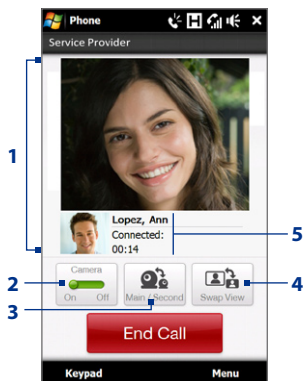 Phone
H
Service Provider
1
Lopez, Ann
Connected:
00:14
5
Camera
On Off
Main / Second
Swap View
2
3
4
End Call
Keypad Menu